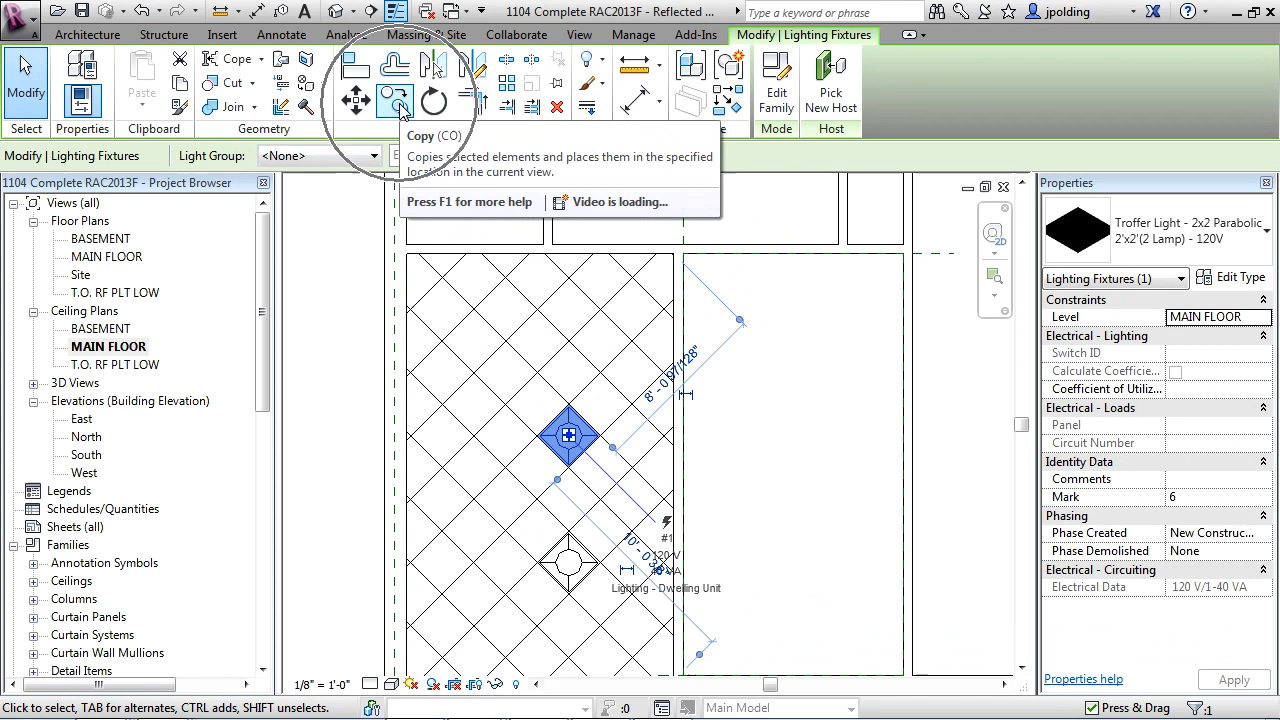 1104 Complete RAC2013F - Reflected ...
Type a keyword or phrase
jpolding
Architecture
Structure
Insert
Annotate
Massing & Site
Collaborate
View
Manage
Add-Ins
Modify | Lighting Fixtures
Modify
Paste
Cope
Cut
Join
Edit
Family
Pick
New Host
Select
Properties
Clipboard
Geometry
Mode
Host
Copy (CO)
Copies selected elements and places them in the specified
location in the current view.
Press F1 for more help
Video is loading...
Modify | Lighting Fixtures
Light Group:
<None>
1104 Complete RAC2013F - Project Browser
Views (all)
Floor Plans
BASEMENT
MAIN FLOOR
Site
T.O. RF PLT LOW
Ceiling Plans
BASEMENT
MAIN FLOOR
T.O. RF PLT LOW
3D Views
Elevations (Building Elevation)
East
North
South
West
Legends
Schedules/Quantities
Sheets (all)
Families
Annotation Symbols
Ceilings
Columns
Curtain Panels
Curtain Systems
Curtain Wall Mullions
Detail Items
2D
8' - 0 97/128"
#1
120 V
Lighting - Dwelling Unit
1/8" = 1'-0"
Properties
Troffer Light - 2x2 Parabolic
2'x2'(2 Lamp) - 120V
Lighting Fixtures (1)
Edit Type
Constraints
Level
MAIN FLOOR
Electrical - Lighting
Switch ID
Calculate Coefficie...
Coefficient of Utiliz...
Electrical - Loads
Panel
Circuit Number
Identity Data
Comments
Mark
6
Phasing
Phase Created
New Construc...
Phase Demolished
None
Electrical - Circuiting
Electrical Data
120 V/1-40 VA
Properties help
Apply
Click to select, TAB for alternates, CTRL adds, SHIFT unselects.
:0
Main Model
Press & Drag
:1